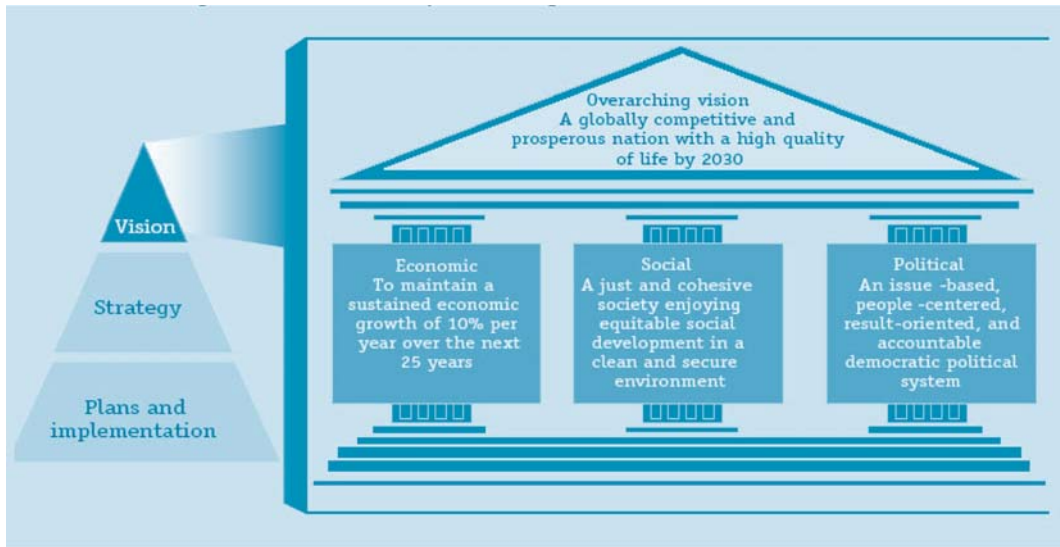 Overarching vision
A globally competitive and
prosperous nation with a high quality
of life by 2030
Vision
Strategy
Plans and
implementation
Economic
To maintain a
sustained economic
growth of 10% per
year over the next
25 years
Social
A just and cohesive
society enjoying
equitable social
development in a
clean and secure
environment
Political
An issue -based,
people -centered,
result-oriented, and
accountable
democratic political
system